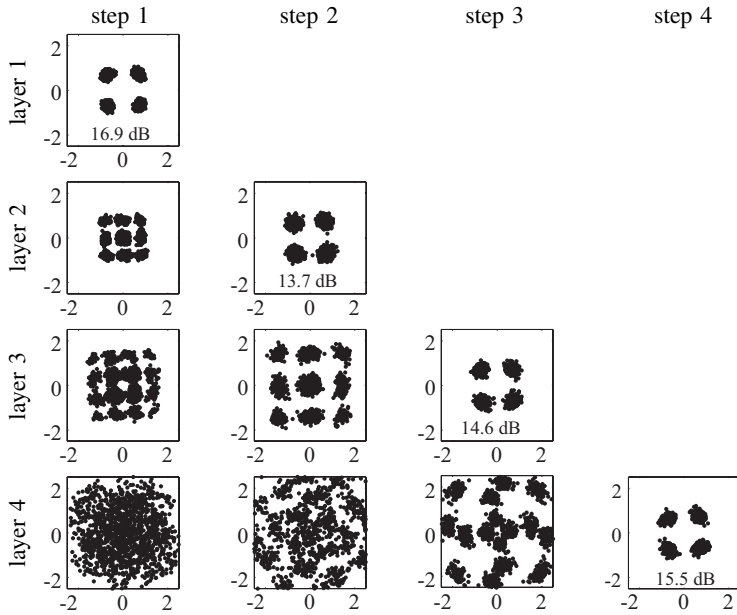 step 1 step 2 step 3 step 4
layer 1
2
0
-2
16.9 dB
-2 0 2
layer 2
2 2
0 0
-2 -2
13.7 dB
-2 0 2 -2 0 2
layer 3
2 2 2
0 0 0
-2 -2 -2
14.6 dB
-2 0 2 -2 0 2 -2 0 2
layer 4
2 2 2 2
0 0 0 0
-2 -2 -2 -2
15.5 dB
-2 0 2 -2 0 2 -2 0 2 -2 0 2